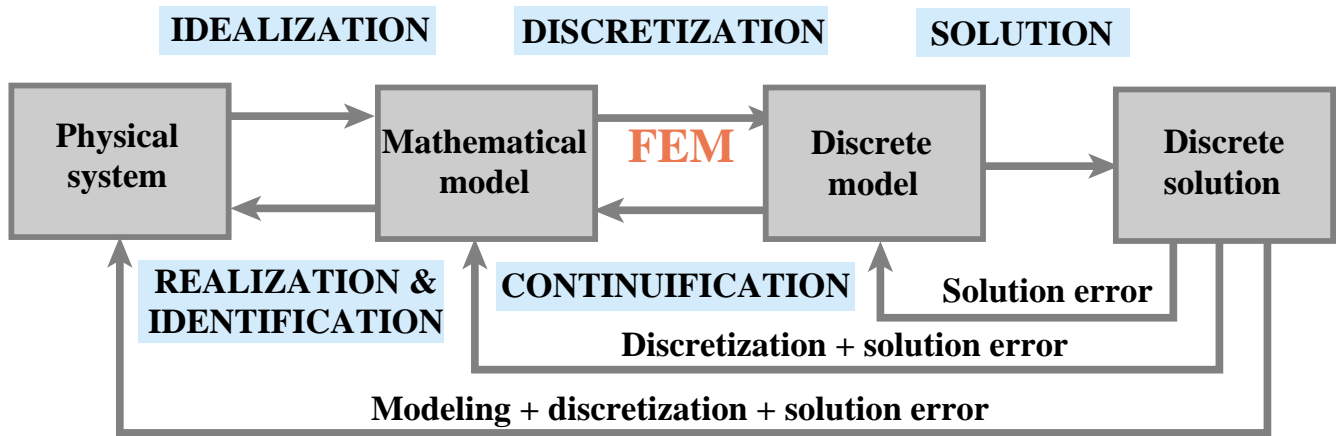 IDEALIZATION
DISCRETIZATION
SOLUTION
Physical
system
Mathematical
model
FEM
Discrete
model
Discrete
solution
REALIZATION &
IDENTIFICATION
CONTINUIFICATION
Solution error
Discretization + solution error
Modeling + discretization + solution error